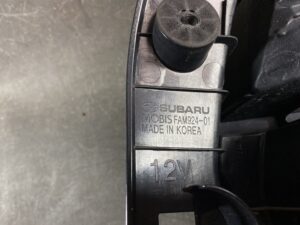 SUBARU
MOBIS FAM924-01
MADE IN KOREA
12V